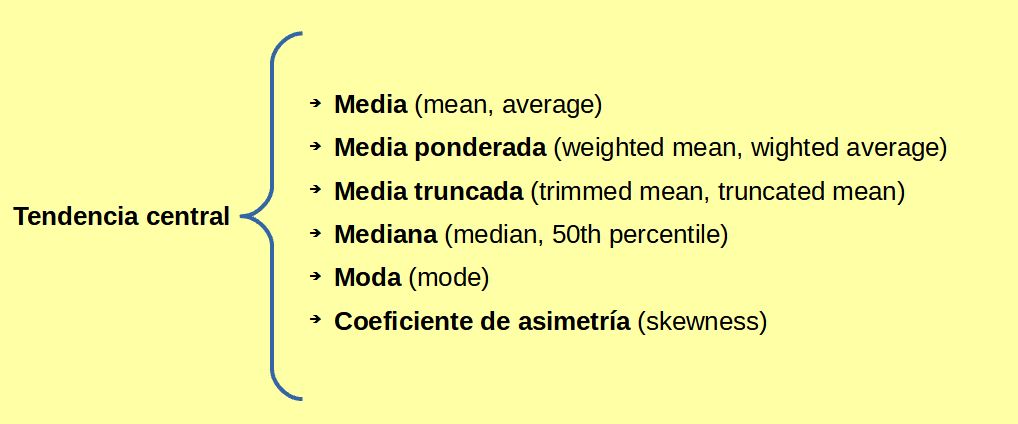 Tendencia central
➔ Media (mean, average)
➔ Media ponderada (weighted mean, wighted average)
➔ Media truncada (trimmed mean, truncated mean)
➔ Mediana (median, 50th percentile)
➔ Moda (mode)
➔ Coeficiente de asimetría (skewness)